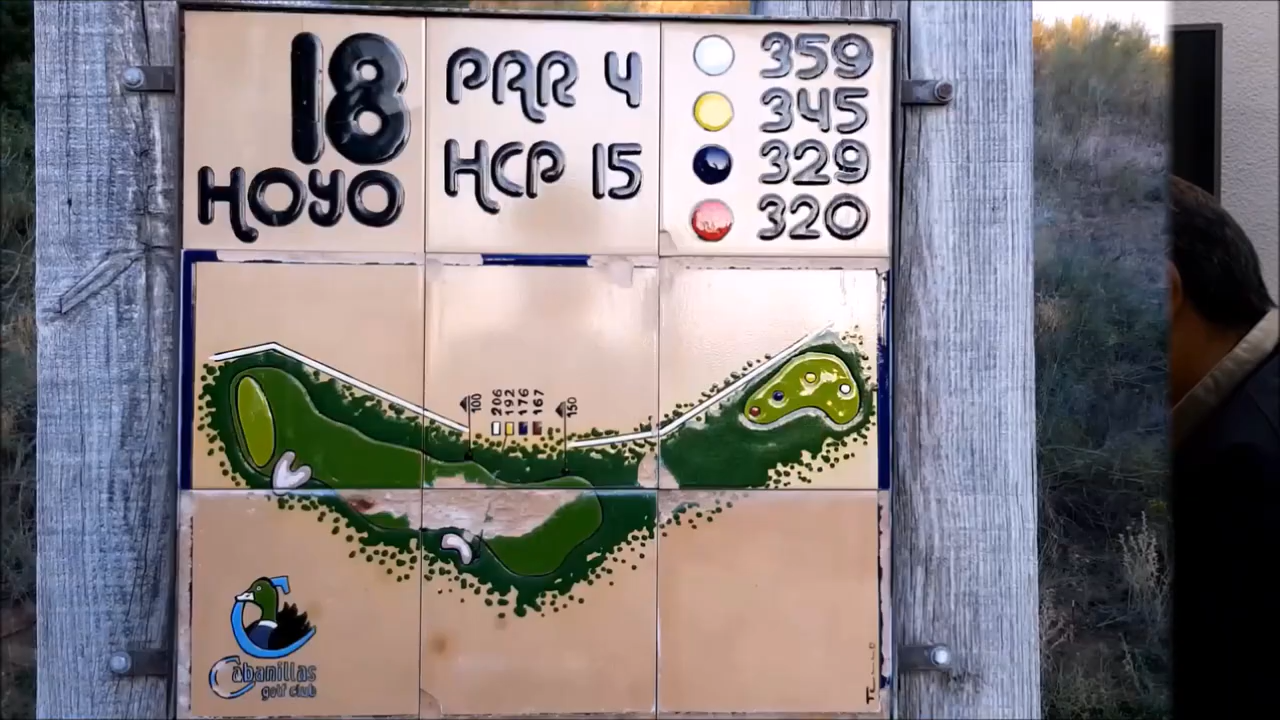 18
HOYO
PAR 4
HCP 15
359
345
329
320
100
206
192
176
167
150
Cabanillas
golf club